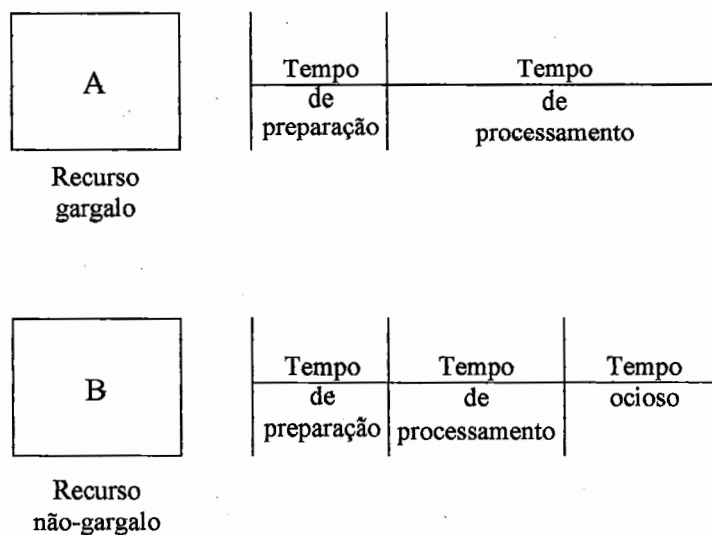 A
Recurso
gargalo
Tempo
de
preparação
Tempo
de
processamento
B
Recurso
não-gargalo
Tempo
de
preparação
Tempo
de
processamento
Tempo
ocioso